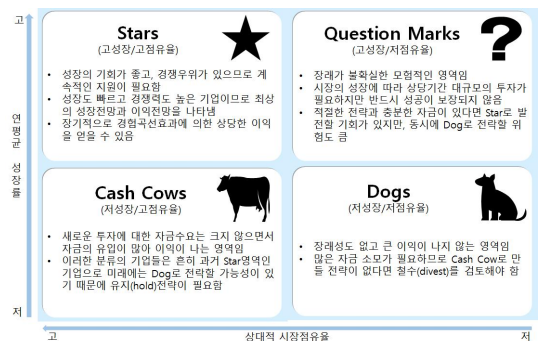 고
연평균 성장률
저
Stars
(고성장/고점유율)
• 성장의 기회가 좋고, 경쟁우위가 있으므로 계
속적인 지원이 필요함
• 성장도 빠르고 경쟁력도 높은 기업이므로 최상
의 성장전망과 이익전망을 나타냄
• 장기적으로 경험곡선효과에 의한 상당한 이익
을 얻을 수 있음
Question Marks
(고성장/저점유율)
• 장래가 불확실한 모험적인 영역임
• 시장의 성장에 따라 상당기간 대규모의 투자가
필요하지만 반드시 성공이 보장되지 않음
• 적절한 전략과 충분한 자금이 있다면 Star로 발
전할 기회가 있지만, 동시에 Dog로 전락할 위
험도 큼
Cash Cows
(저성장/고점유율)
• 새로운 투자에 대한 자금수요는 크지 않으면서
자금의 유입이 많아 이익이 나는 영역임
• 이러한 분류의 기업들은 흔히 과거 Star영역인
기업으로 미래에는 Dog로 전락할 가능성이 있
기 때문에 유지(hold)전략이 필요함
Dogs
(저성장/저점유율)
• 장래성도 없고 큰 이익이 나지 않는 영역임
• 많은 자금 소모가 필요하므로 Cash Cow로 만
들 전략이 없다면 철수(divest)를 검토해야 함
고
상대적 시장점유율
저